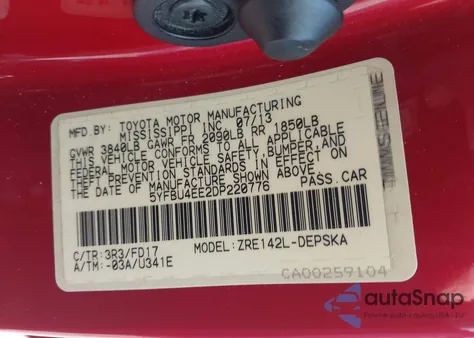 MFD. BY: TOYOTA MOTOR MANUFACTURING
MISSISSIPPI INC. 07/13
GVWR 3840LB GAWR FR 2090LB RR 1850LB
THIS VEHICLE CONFORMS TO ALL APPLICABLE
FEDERAL MOTOR VEHICLE SAFETY, BUMPER
AND THEFT PREVENTION STANDARDS IN EFFECT ON
THE DATE OF MANUFACTURE SHOWN ABOVE.
5YFBU4EE2DP220776 PASS.CAR
C/TR:3R3/FD17 MODEL:ZRE142L-DEPSKA
A/TM:-03A/U341E
CA00259104
autoSnap